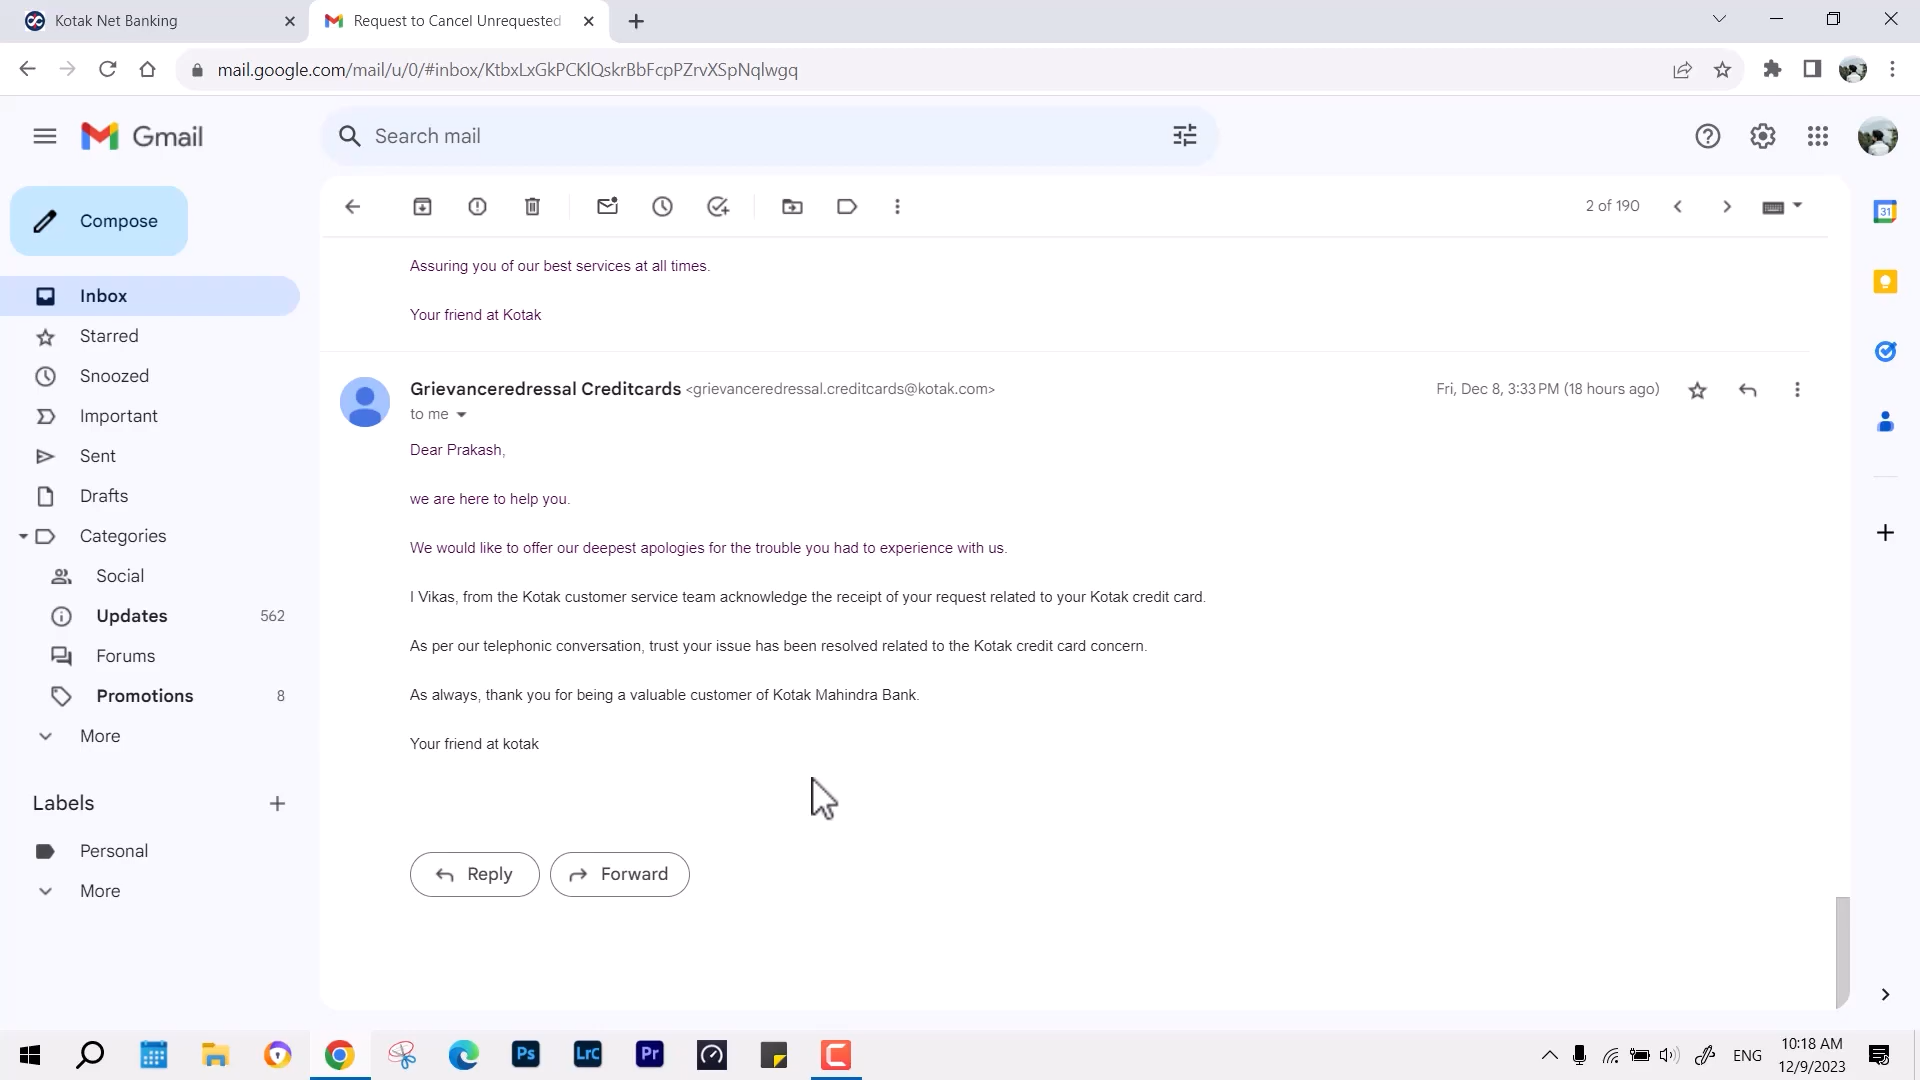 Kotak Net Banking
Request to Cancel Unrequested
mail.google.com/mail/u/0/#inbox/KtbxLxGkPCKlQskrBbFcpPZrvXSpNqlwgq
Gmail
Search mail
Compose
2 of 190
31
Inbox
Starred
Snoozed
Important
Sent
Drafts
Categories
Social
Updates 562
Forums
Promotions 8
More
Labels
Personal
More
Assuring you of our best services at all times.
Your friend at Kotak
Grievanceredressal Creditcards <grievanceredressal.creditcards@kotak.com>
Fri, Dec 8, 3:33 PM (18 hours ago)
to me
Dear Prakash,
we are here to help you.
We would like to offer our deepest apologies for the trouble you had to experience with us.
I Vikas, from the Kotak customer service team acknowledge the receipt of your request related to your Kotak credit card.
As per our telephonic conversation, trust your issue has been resolved related to the Kotak credit card concern.
As always, thank you for being a valuable customer of Kotak Mahindra Bank.
Your friend at kotak
Reply
Forward
Ps
LrC
Pr
ENG
10:18 AM
12/9/2023